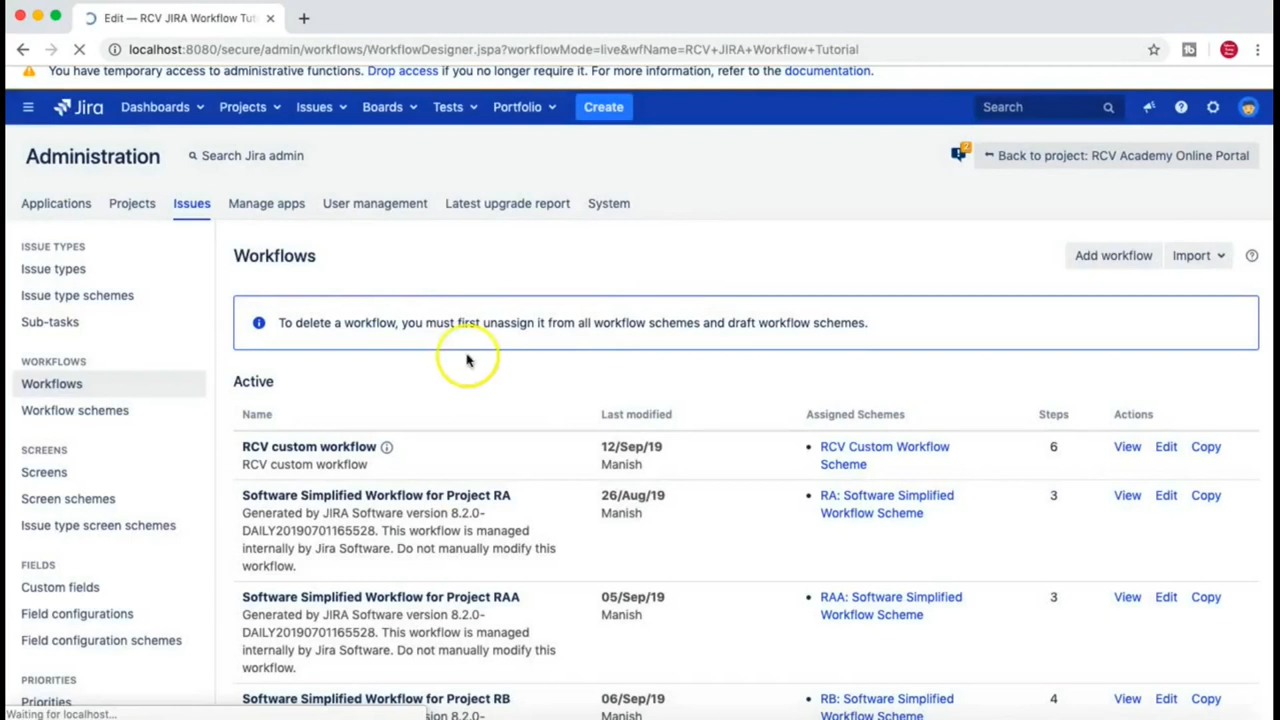 Edit — RCV JIRA Workflow Tut
localhost:8080/secure/admin/workflows/WorkflowDesigner.jspa?workflowMode=live&wfName=RCV+JIRA+Workflow+Tutorial
You have temporary access to administrative functions. Drop access if you no longer require it. For more information, refer to the documentation.
Jira Dashboards Projects Issues Boards Tests Portfolio Create Search
Administration Search Jira admin Back to project: RCV Academy Online Portal
Applications Projects Issues Manage apps User management Latest upgrade report System
ISSUE TYPES
Issue types
Issue type schemes
Sub-tasks
WORKFLOWS
Workflows
Workflow schemes
SCREENS
Screens
Screen schemes
Issue type screen schemes
FIELDS
Custom fields
Field configurations
Field configuration schemes
PRIORITIES
Priorities
Waiting for localhost...
Workflows Add workflow Import
To delete a workflow, you must first unassign it from all workflow schemes and draft workflow schemes.
Active
Name Last modified Assigned Schemes Steps Actions
RCV custom workflow 12/Sep/19 • RCV Custom Workflow 6 View Edit Copy
RCV custom workflow Manish Scheme
Software Simplified Workflow for Project RA 26/Aug/19 • RA: Software Simplified 3 View Edit Copy
Generated by JIRA Software version 8.2.0- Manish Workflow Scheme
DAILY20190701165528. This workflow is managed
internally by Jira Software. Do not manually modify this
workflow.
Software Simplified Workflow for Project RAA 05/Sep/19 • RAA: Software Simplified 3 View Edit Copy
Generated by JIRA Software version 8.2.0- Manish Workflow Scheme
DAILY20190701165528. This workflow is managed
internally by Jira Software. Do not manually modify this
workflow.
Software Simplified Workflow for Project RB 06/Sep/19 • RB: Software Simplified 4 View Edit Copy
sion 8.2.0- Manish Workflow Scheme